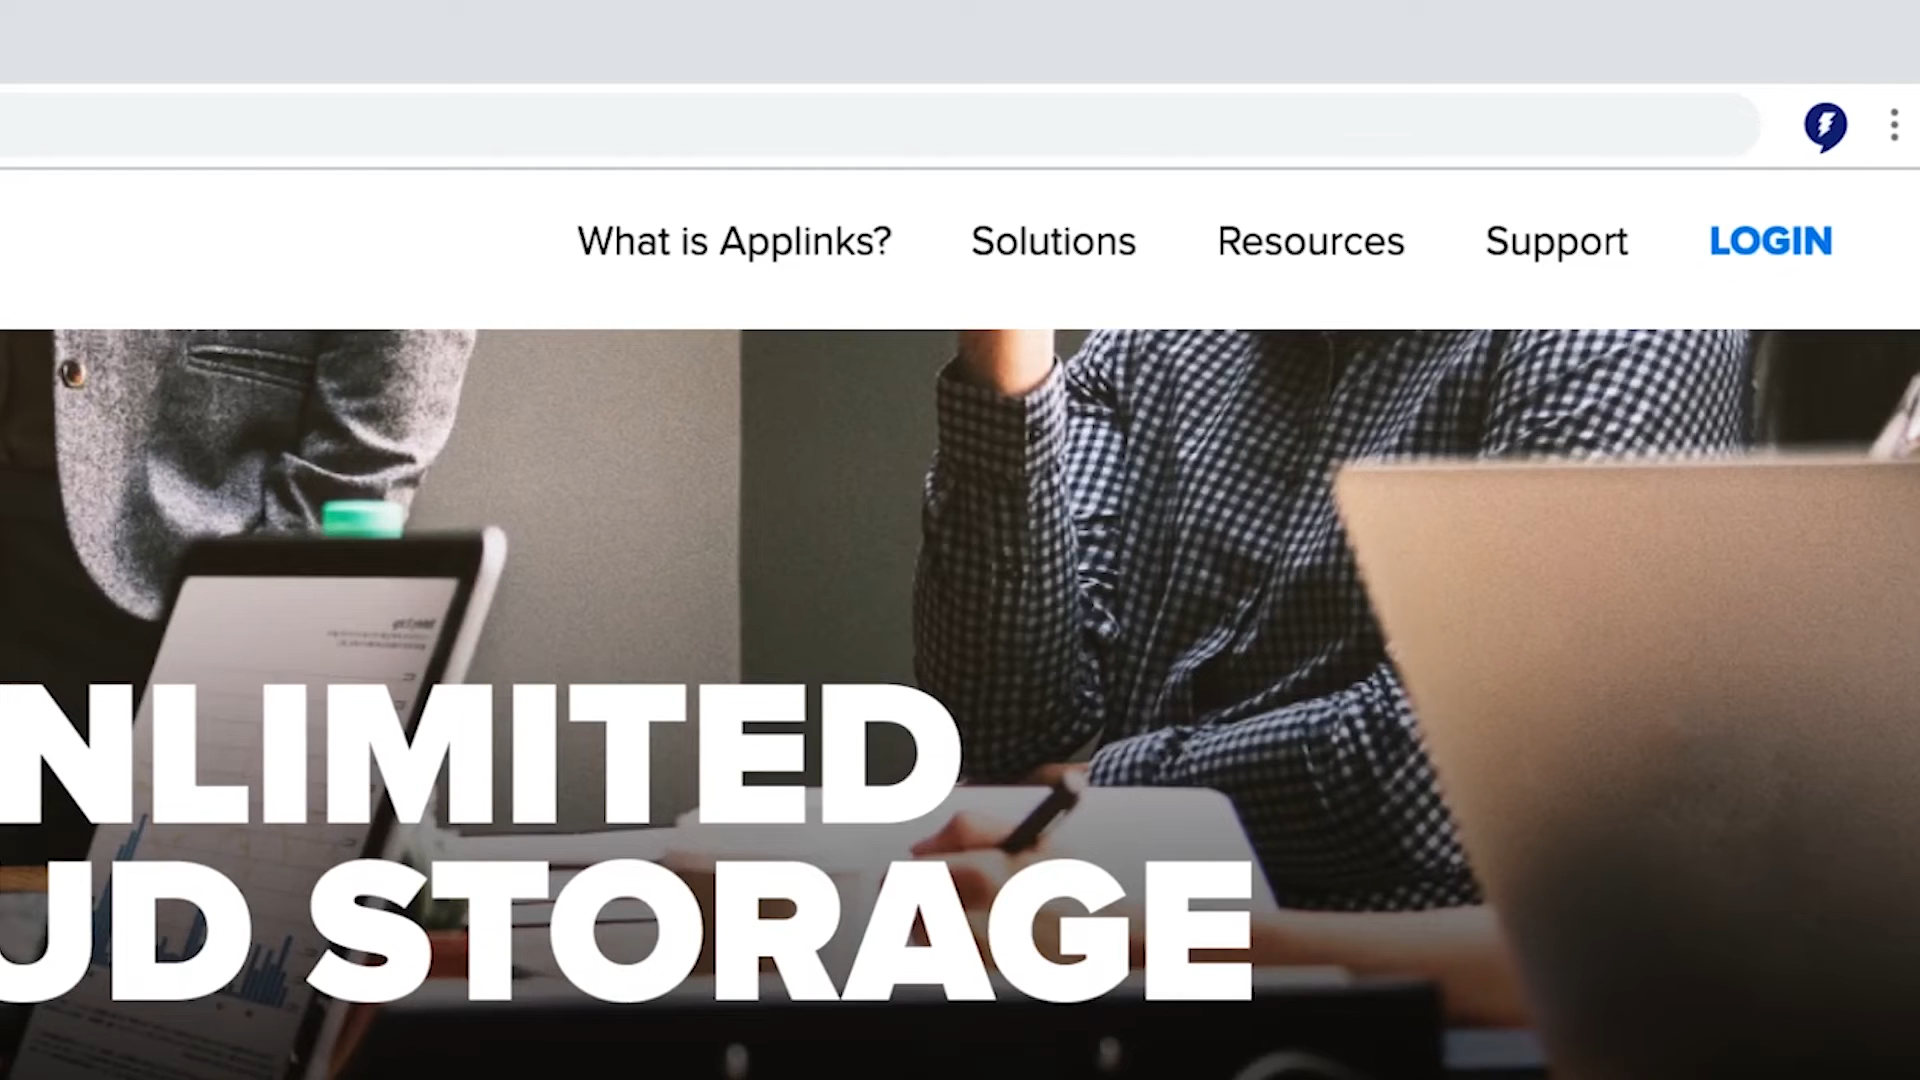 What is Applinks? Solutions Resources Support LOGIN
NLIMITED
UD STORAGE